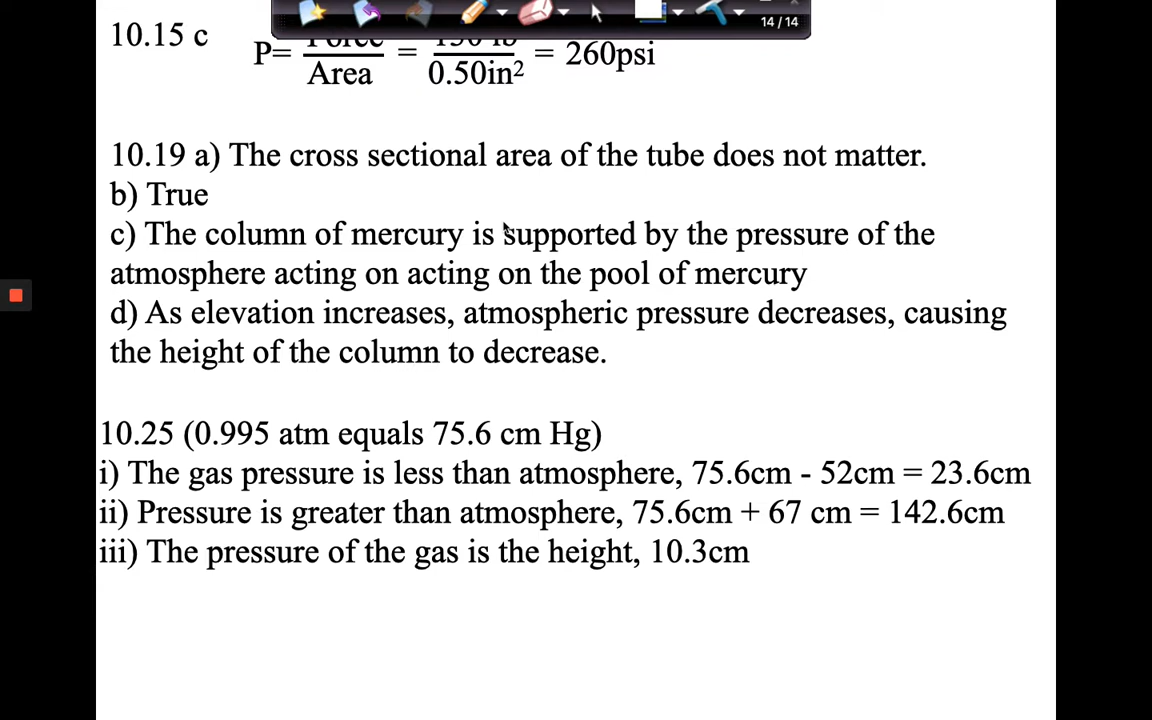 14 / 14
10.15 c
P= Force = 130 lb = 260psi
Area 0.50in²
10.19 a) The cross sectional area of the tube does not matter.
b) True
c) The column of mercury is supported by the pressure of the
atmosphere acting on acting on the pool of mercury
d) As elevation increases, atmospheric pressure decreases, causing
the height of the column to decrease.
10.25 (0.995 atm equals 75.6 cm Hg)
i) The gas pressure is less than atmosphere, 75.6cm - 52cm = 23.6cm
ii) Pressure is greater than atmosphere, 75.6cm + 67 cm = 142.6cm
iii) The pressure of the gas is the height, 10.3cm